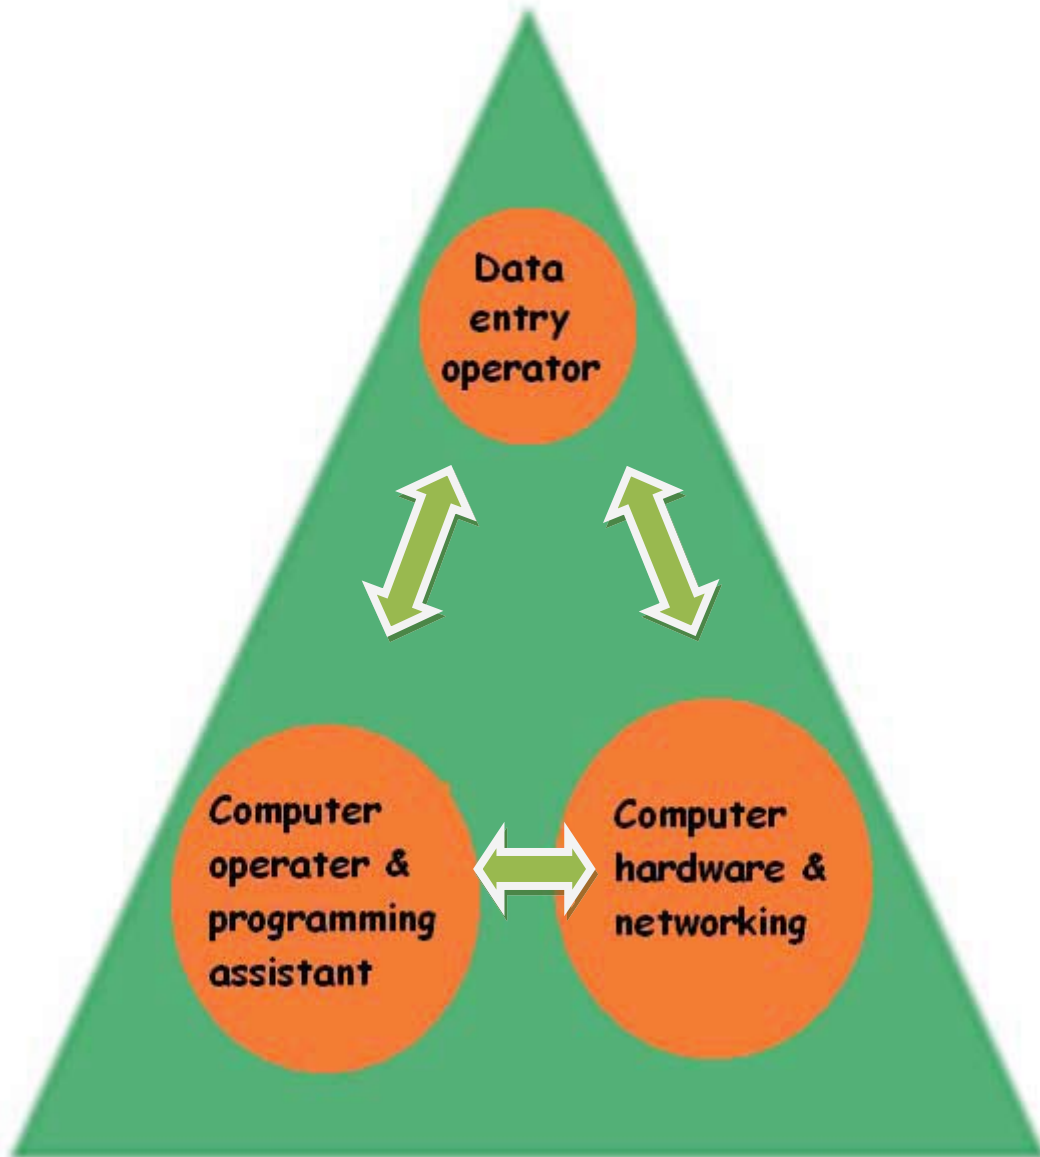 Data
entry
operator
Computer
operater &
programming
assistant
Computer
hardware &
networking